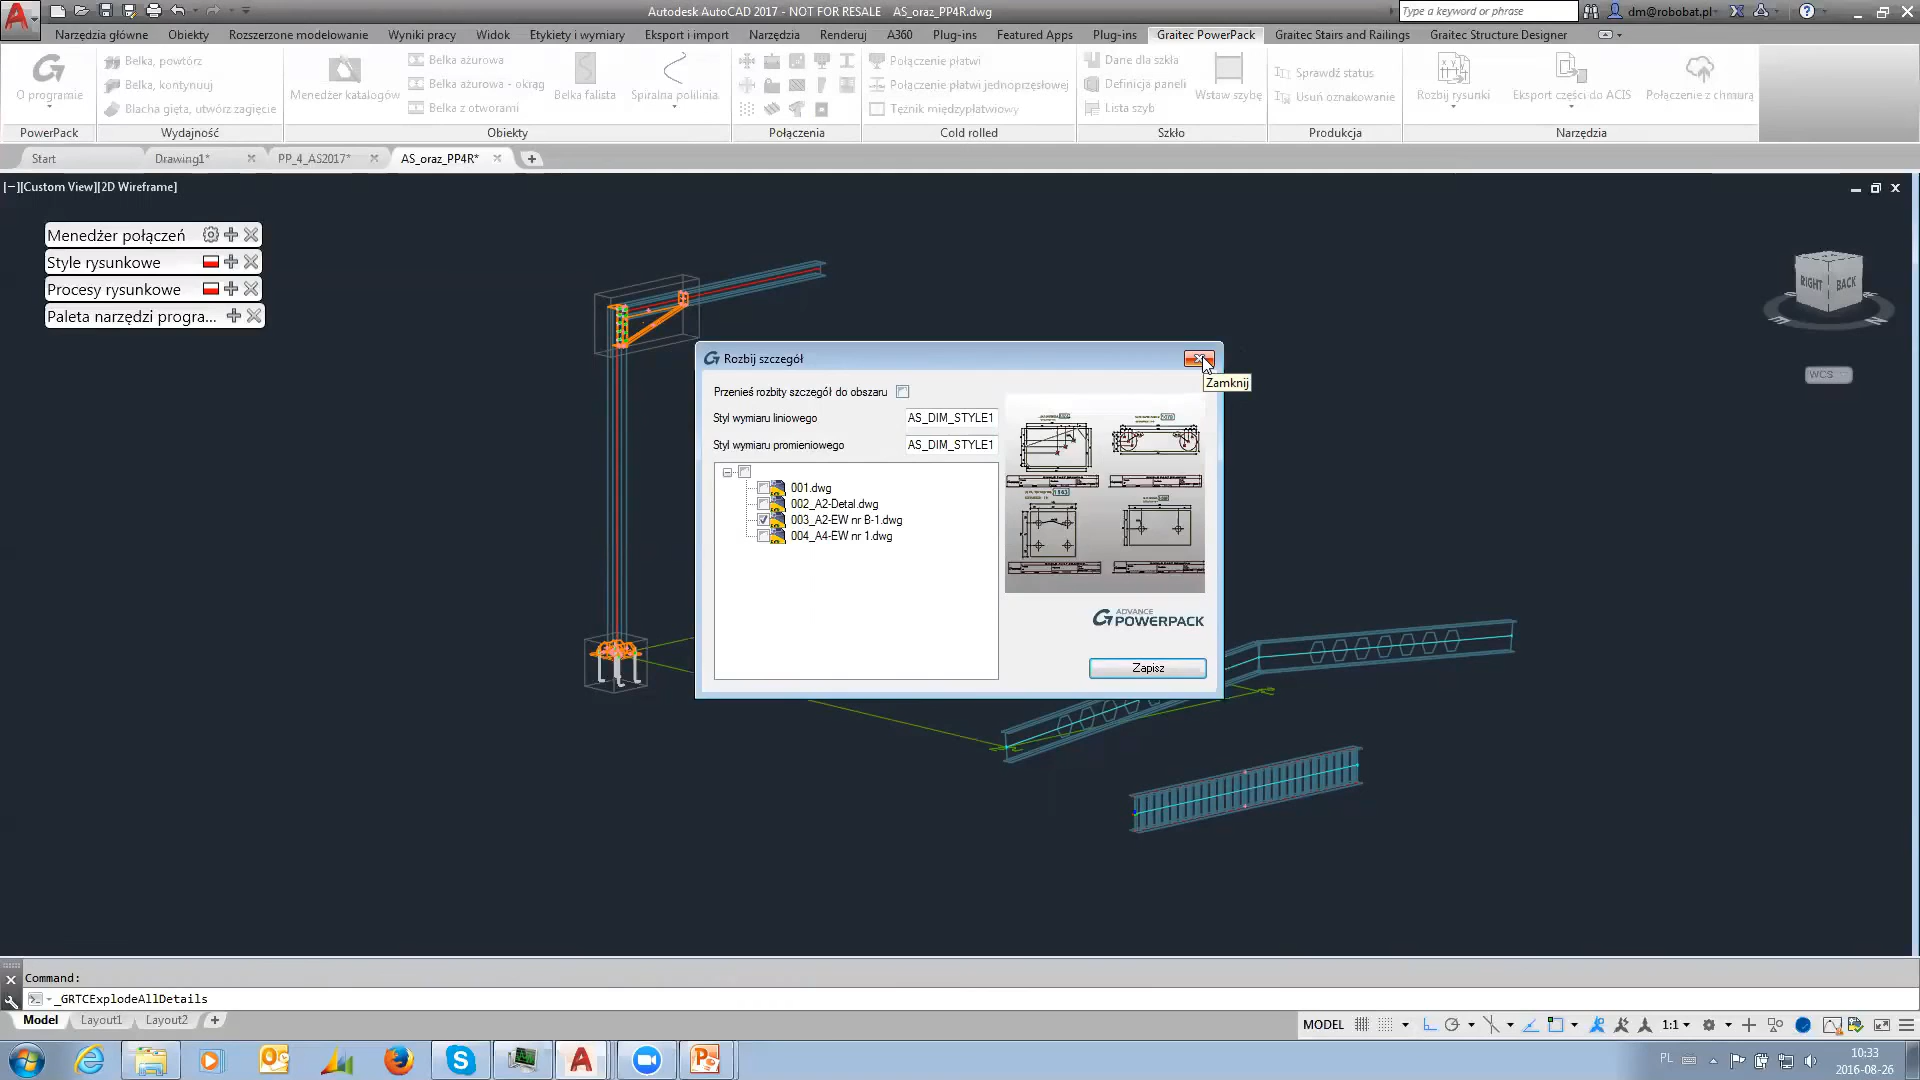 Autodesk AutoCAD 2017 - NOT FOR RESALE AS_oraz_PP4R.dwg
Type a keyword or phrase
dm@robobat.pl
Narzędzia główne Obiekty Rozszerzone modelowanie Wyniki pracy Widok Etykiety i wymiary Eksport i import Narzędzia Renderuj A360 Plug-ins Featured Apps Plug-ins Graitec PowerPack Graitec Stairs and Railings Graitec Structure Designer
O programie
Belka, powtórz
Belka, kontynuuj
Blacha gięta, utwórz zagięcie
Menedżer katalogów
Belka ażurowa
Belka ażurowa - okrąg
Belka z otworami
Belka falista
Spiralna polilinia
Połączenie płatwi
Połączenie płatwi jednoprzęsłowej
Tężnik międzypłatwiowy
Dane dla szkła
Definicja paneli
Lista szyb
Wstaw szybę
Sprawdź status
Usuń oznakowanie
Rozbij rysunki
Eksport części do ACIS
Połączenie z chmurą
PowerPack Wydajność Obiekty Połączenia Cold rolled Szkło Produkcja Narzędzia
Start Drawing1* PP_4_AS2017* AS_oraz_PP4R*
[−][Custom View][2D Wireframe]
Menedżer połączeń
Style rysunkowe
Procesy rysunkowe
Paleta narzędzi progra...
RIGHT BACK
WCS
Rozbij szczegół
Zamknij
Przenieś rozbity szczegół do obszaru
Styl wymiaru liniowego AS_DIM_STYLE1
Styl wymiaru promieniowego AS_DIM_STYLE1
001.dwg
002_A2-Detal.dwg
003_A2-EW nr B-1.dwg
004_A4-EW nr 1.dwg
ADVANCE
POWERPACK
Zapisz
Command:
_GRTCExplodeAllDetails
Model Layout1 Layout2
MODEL 1:1
PL
10:33
2016-08-26